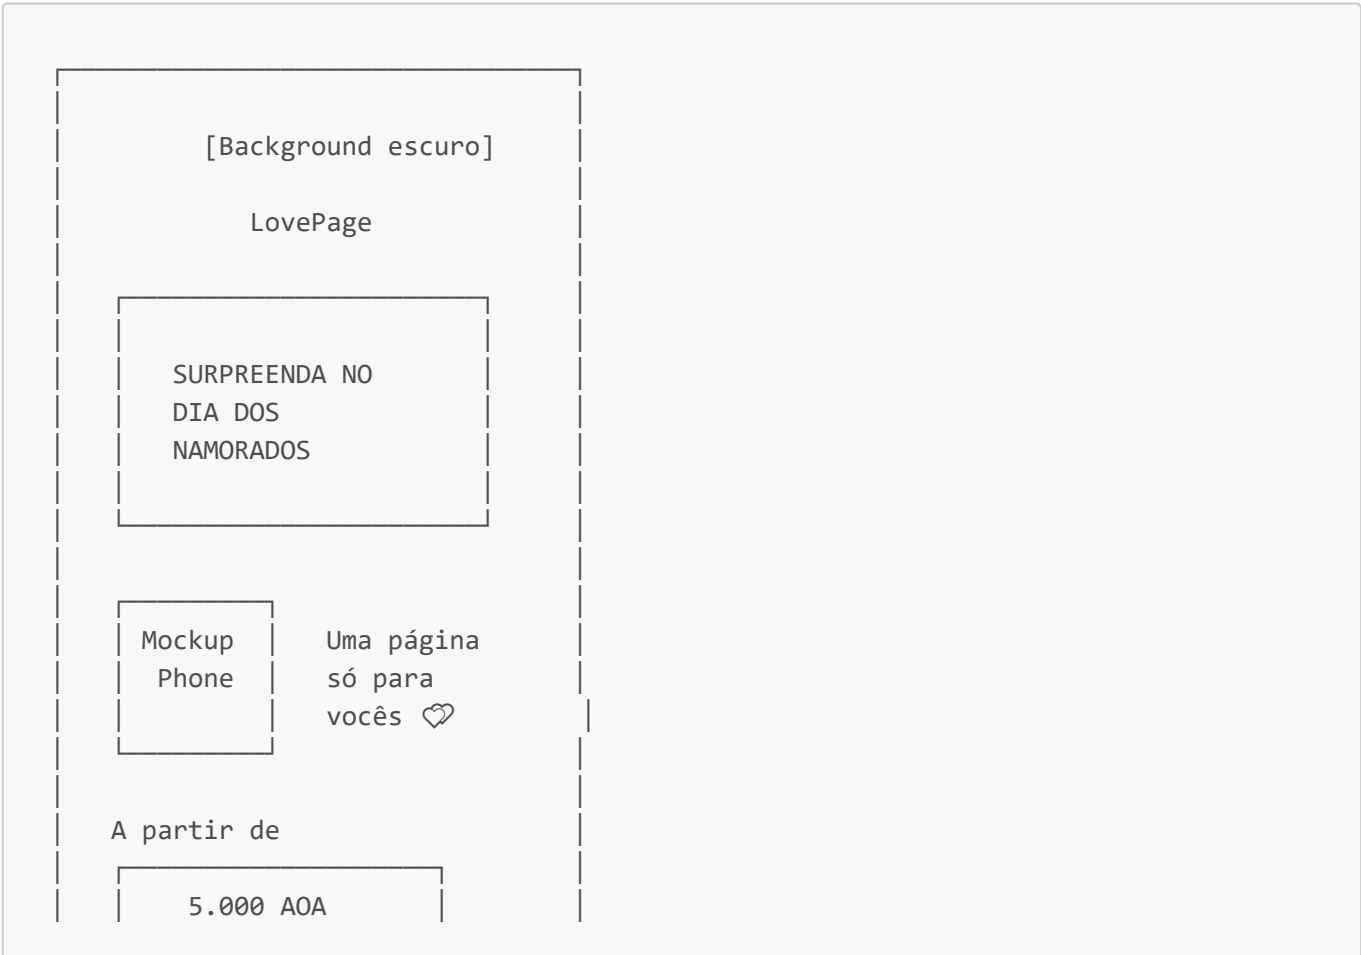 [Background escuro]
LovePage
SURPREENDA NO
DIA DOS
NAMORADOS
Mockup Uma página
Phone só para
vocês 💕
A partir de
5.000 AOA